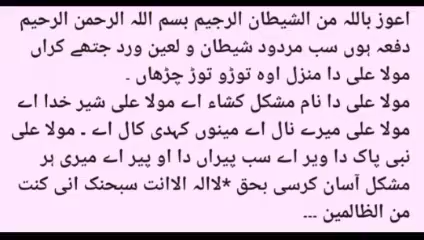 اعوز باللہ من الشیطان الرجیم بسم اللہ الرحمن الرحیم
دفعہ ہوں سب مردود شیطان و لعین ورد جتھے کراں
مولا علی دا منزل اوہ توڑو توڑ چڑھاں ۔
مولا علی دا نام مشکل کشاء اے مولا علی شیر خدا اے
مولا علی میرے نال اے مینوں کہدی کال اے ۔ مولا علی
نبی پاک دا ویر اے سب پیراں دا او پیر اے میری ہر
مشکل آسان کرسی بحق *لاالہ الاانت سبحنک انی کنت
من الظالمین ۔۔۔